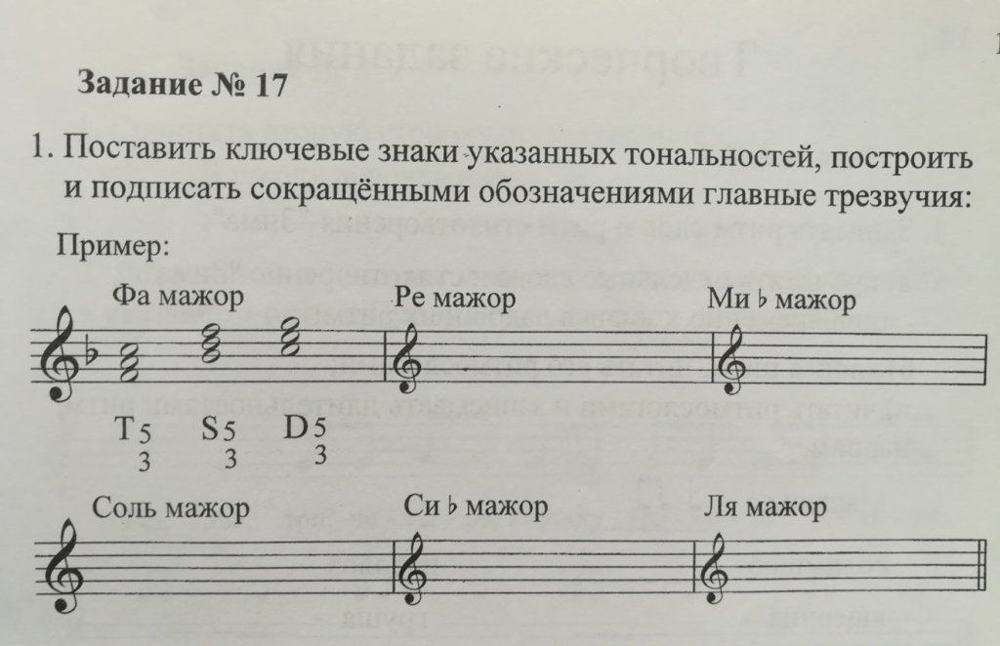 Задание № 17
1. Поставить ключевые знаки указанных тональностей, построить
и подписать сокращёнными обозначениями главные трезвучия:
Пример:
Фа мажор Ре мажор Ми ♭ мажор
T 5 3 S 5 3 D 5 3
Соль мажор Си ♭ мажор Ля мажор